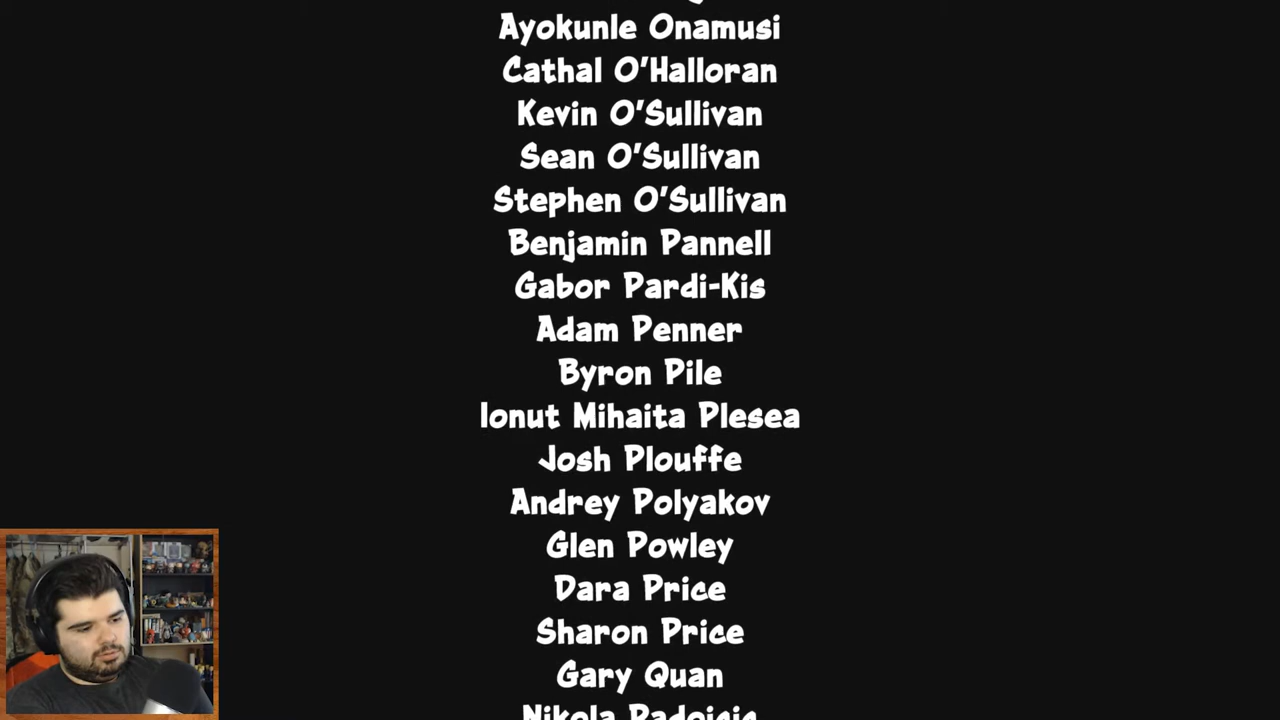 Ayokunle Onamusi
Cathal O'Halloran
Kevin O'Sullivan
Sean O'Sullivan
Stephen O'Sullivan
Benjamin Pannell
Gabor Pardi-Kis
Adam Penner
Byron Pile
Ionut Mihaita Plesea
Josh Plouffe
Andrey Polyakov
Glen Powley
Dara Price
Sharon Price
Gary Quan
Nikola